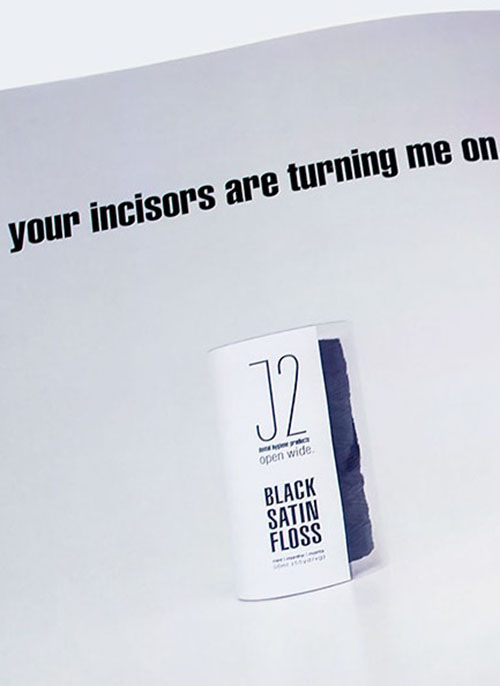 your incisors are turning me on
J2
dental hygiene products
open wide.
BLACK
SATIN
FLOSS